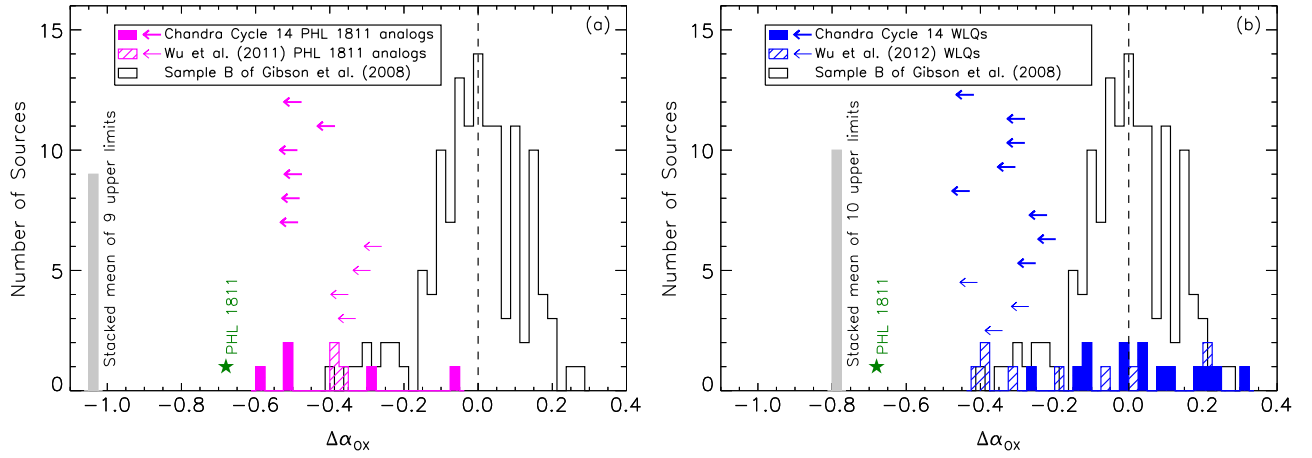 (a)
Chandra Cycle 14 PHL 1811 analogs
Wu et al. (2011) PHL 1811 analogs
Sample B of Gibson et al. (2008)
Number of Sources
15
10
5
0
Stacked mean of 9 upper limits
PHL 1811
-1.0 -0.8 -0.6 -0.4 -0.2 0.0 0.2 0.4
Δαox
(b)
Chandra Cycle 14 WLQs
Wu et al. (2012) WLQs
Sample B of Gibson et al. (2008)
Number of Sources
15
10
5
0
Stacked mean of 10 upper limits
PHL 1811
-1.0 -0.8 -0.6 -0.4 -0.2 0.0 0.2 0.4
Δαox